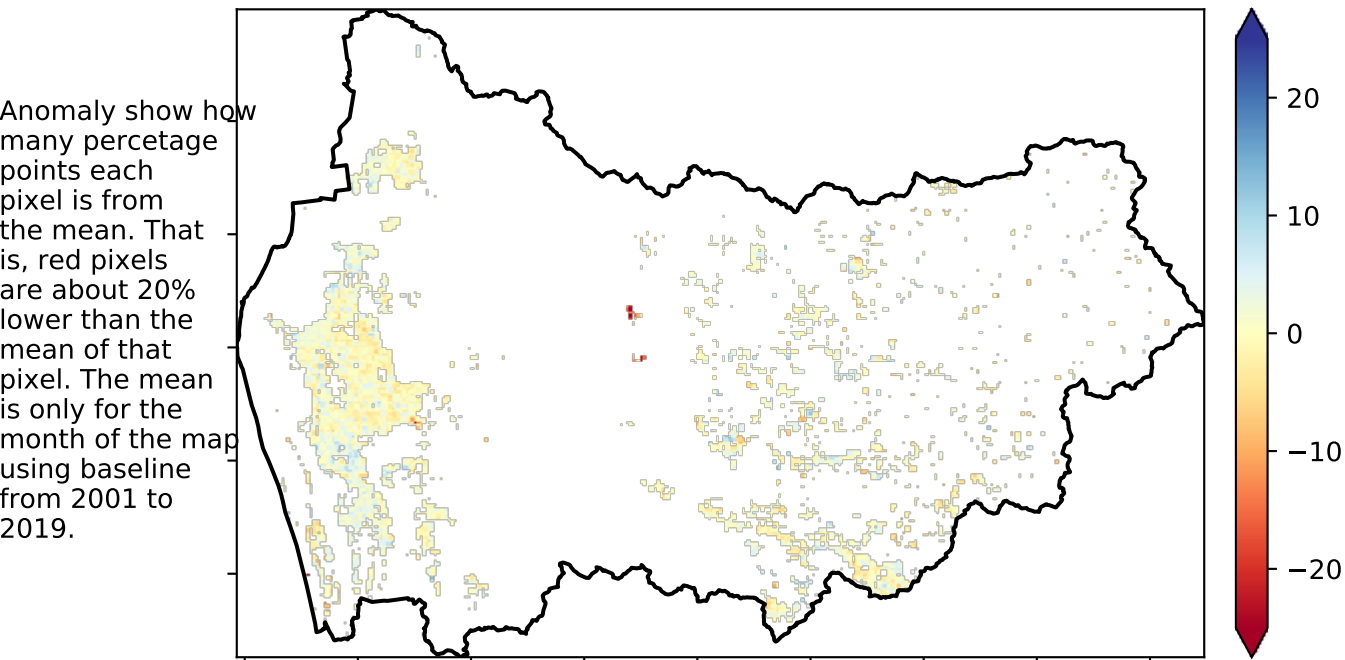 Anomaly show how
many percetage
points each
pixel is from
the mean. That
is, red pixels
are about 20%
lower than the
mean of that
pixel. The mean
is only for the
month of the map
using baseline
from 2001 to
2019.
20
10
0
−10
−20